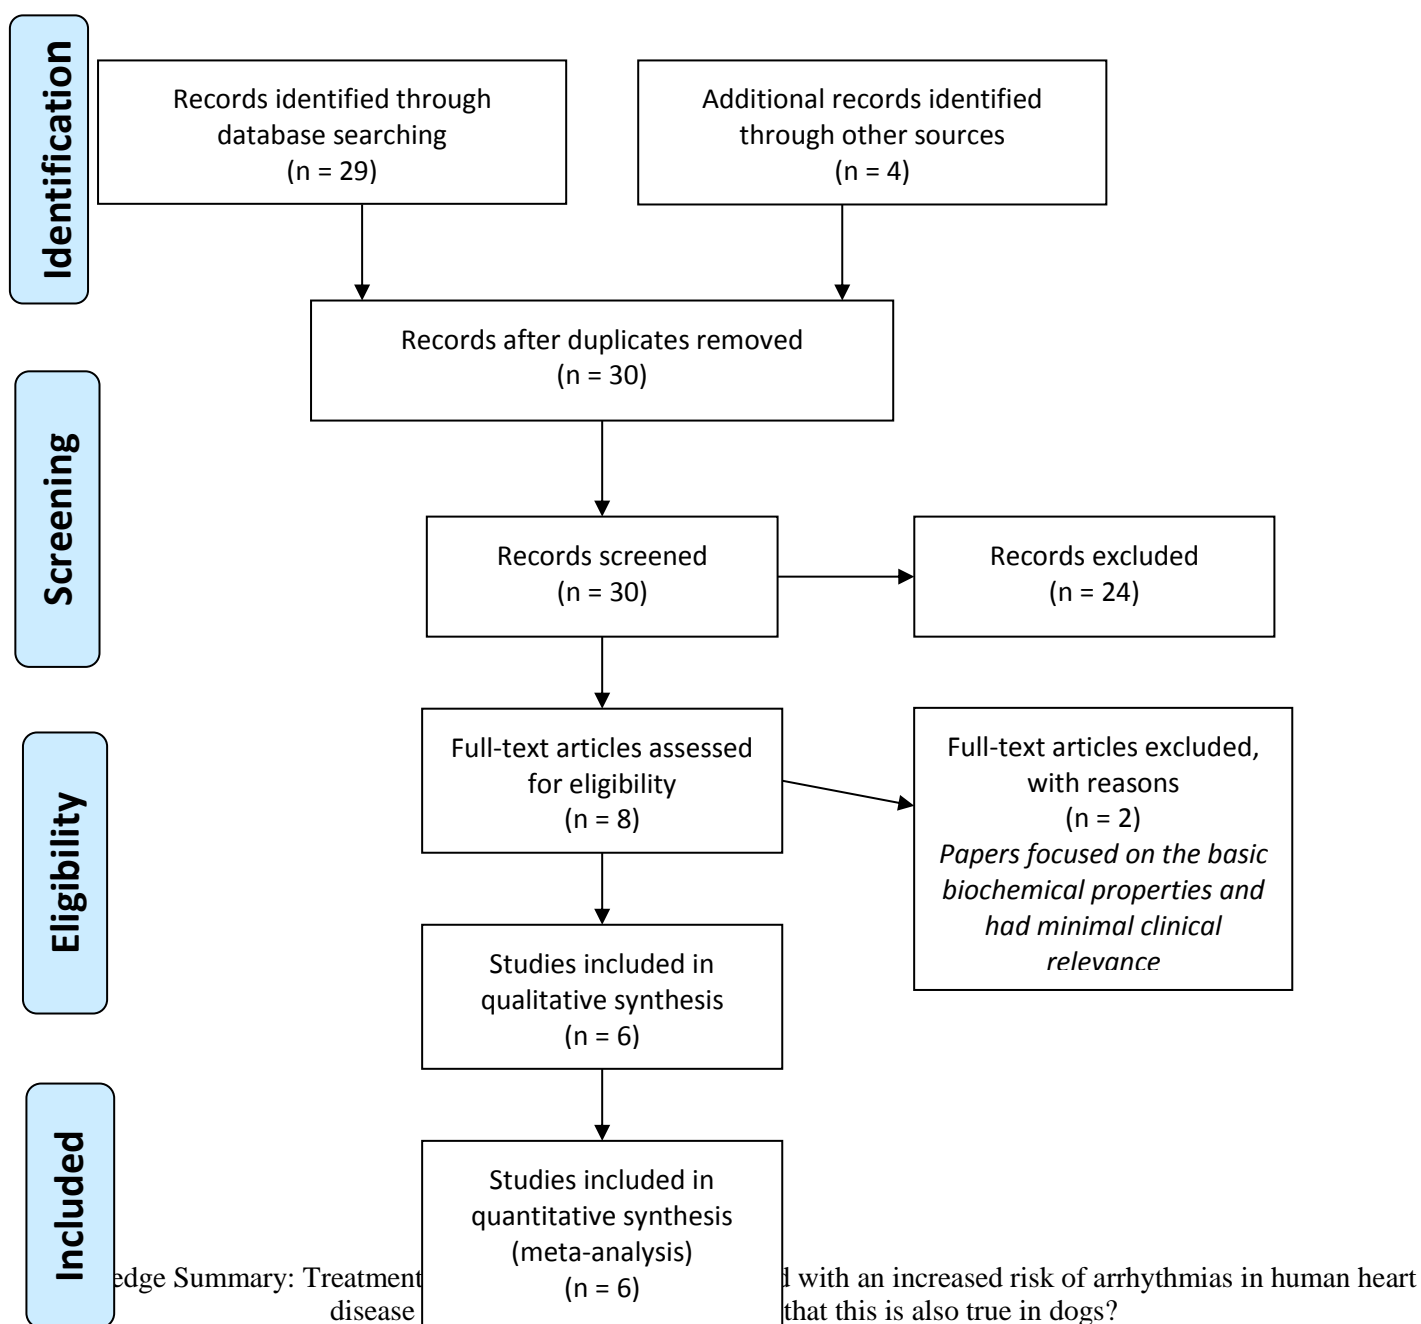 Identification
Records identified through
database searching
(n = 29)
Additional records identified
through other sources
(n = 4)
Records after duplicates removed
(n = 30)
Screening
Records screened
(n = 30)
Records excluded
(n = 24)
Eligibility
Full-text articles assessed
for eligibility
(n = 8)
Full-text articles excluded,
with reasons
(n = 2)
Papers focused on the basic
biochemical properties and
had minimal clinical
relevance
Studies included in
qualitative synthesis
(n = 6)
Included
Studies included in
quantitative synthesis
(meta-analysis)
(n = 6)
edge Summary: Treatment d with an increased risk of arrhythmias in human heart
disease that this is also true in dogs?